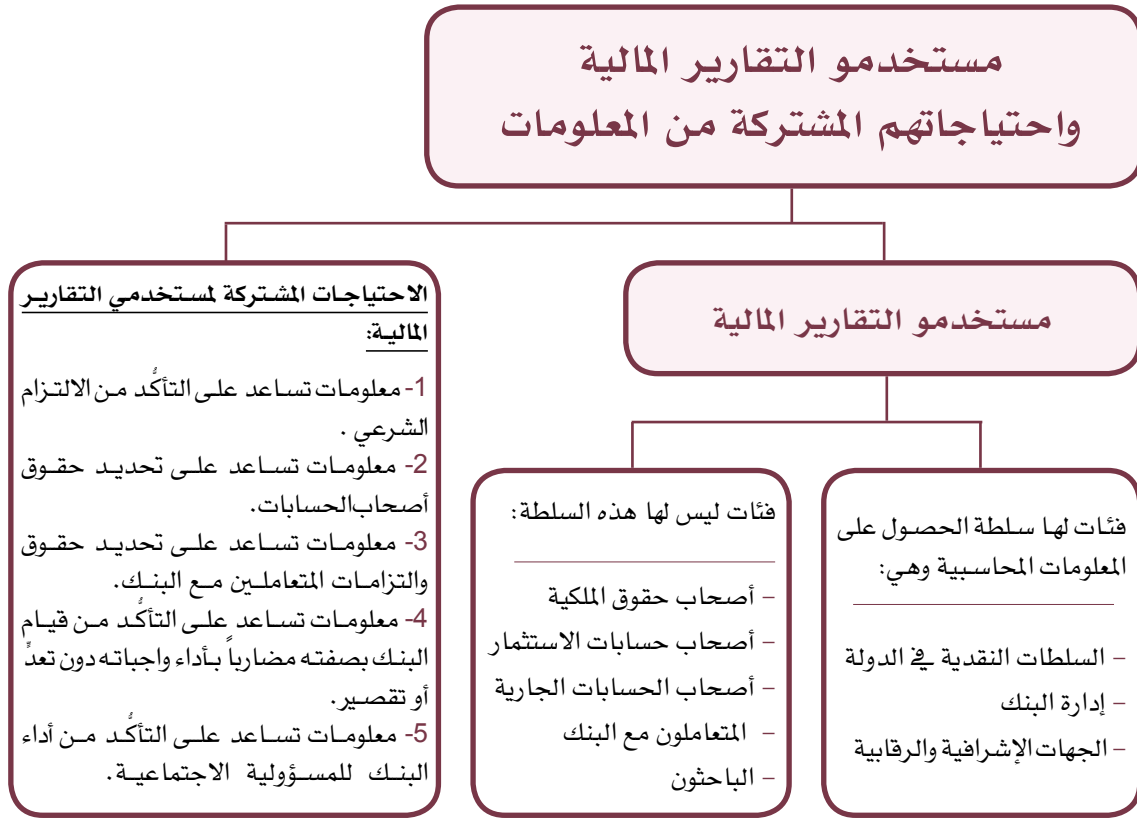 مستخدمو التقارير المالية
واحتياجاتهم المشتركة من المعلومات
مستخدمو التقارير المالية
فئات لها سلطة الحصول على
المعلومات المحاسبية وهي:
– السلطات النقدية في الدولة
– إدارة البنك
– الجهات الإشرافية والرقابية
فئات ليس لها هذه السلطة:
– أصحاب حقوق الملكية
– أصحاب حسابات الاستثمار
– أصحاب الحسابات الجارية
– المتعاملون مع البنك
– الباحثون
الاحتياجات المشتركة لمستخدمي التقارير
المالية:
1- معلومات تساعد على التأكُّد من الالتزام
الشرعي .
2- معلومات تساعد على تحديد حقوق
أصحاب الحسابات.
3- معلومات تساعد على تحديد حقوق
والتزامات المتعاملين مع البنك.
4- معلومات تساعد على التأكُّد من قيام
البنك بصفته مضارباً بأداء واجباته دون تعدٍّ
أو تقصير.
5- معلومات تساعد على التأكُّد من أداء
البنك للمسؤولية الاجتماعية.